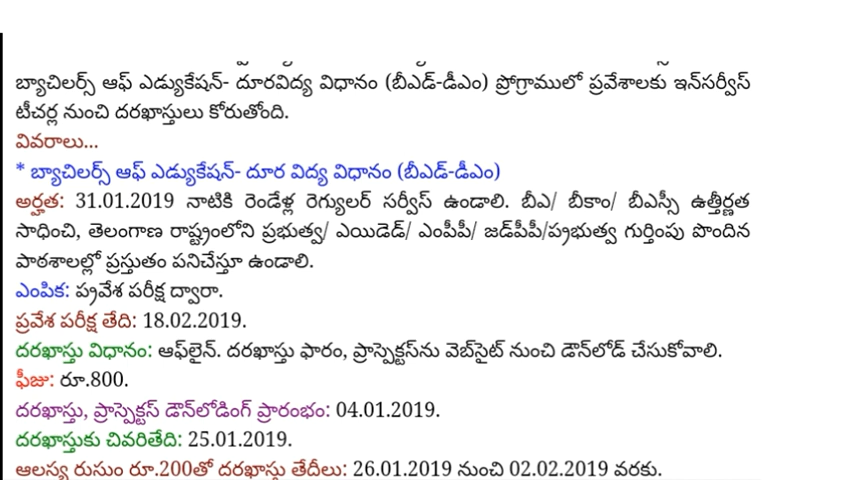 బ్యాచిలర్స్ ఆఫ్ ఎడ్యుకేషన్- దూరవిద్య విధానం (బీఎడ్-డీఎం) ప్రోగ్రాములో ప్రవేశాలకు ఇన్‌సర్వీస్
టీచర్ల నుంచి దరఖాస్తులు కోరుతోంది.
వివరాలు...
* బ్యాచిలర్స్ ఆఫ్ ఎడ్యుకేషన్- దూర విద్య విధానం (బీఎడ్-డీఎం)
అర్హత: 31.01.2019 నాటికి రెండేళ్ల రెగ్యులర్ సర్వీస్ ఉండాలి. బీఎ/ బీకాం/ బీఎస్సీ ఉత్తీర్ణత
సాధించి, తెలంగాణ రాష్ట్రంలోని ప్రభుత్వ/ ఎయిడెడ్/ ఎంపీపీ/ జడ్‌పీపీ/ప్రభుత్వ గుర్తింపు పొందిన
పాఠశాలల్లో ప్రస్తుతం పనిచేస్తూ ఉండాలి.
ఎంపిక: ప్రవేశ పరీక్ష ద్వారా.
ప్రవేశ పరీక్ష తేది: 18.02.2019.
దరఖాస్తు విధానం: ఆఫ్‌లైన్. దరఖాస్తు ఫారం, ప్రాస్పెక్టస్‌ను వెబ్‌సైట్ నుంచి డౌన్‌లోడ్ చేసుకోవాలి.
ఫీజు: రూ.800.
దరఖాస్తు, ప్రాస్పెక్టస్ డౌన్‌లోడింగ్ ప్రారంభం: 04.01.2019.
దరఖాస్తుకు చివరితేది: 25.01.2019.
ఆలస్య రుసుం రూ.200తో దరఖాస్తు తేదీలు: 26.01.2019 నుంచి 02.02.2019 వరకు.